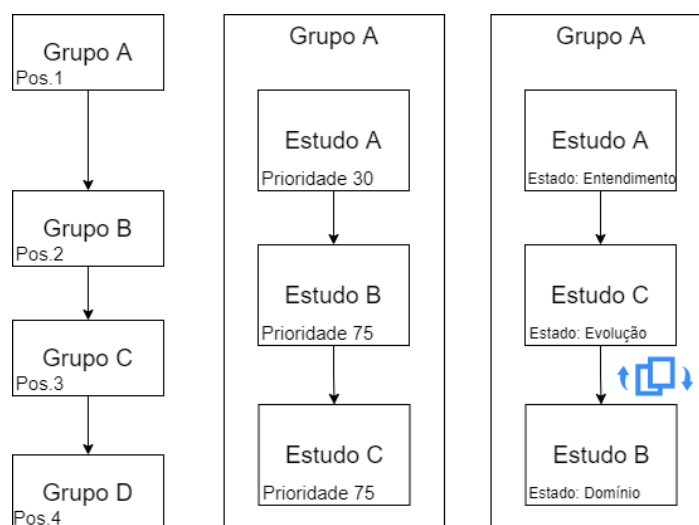 Grupo A
Pos.1
Grupo B
Pos.2
Grupo C
Pos.3
Grupo D
Pos.4
Grupo A
Estudo A
Prioridade 30
Estudo B
Prioridade 75
Estudo C
Prioridade 75
Grupo A
Estudo A
Estado: Entendimento
Estudo C
Estado: Evolução
Estudo B
Estado: Domínio